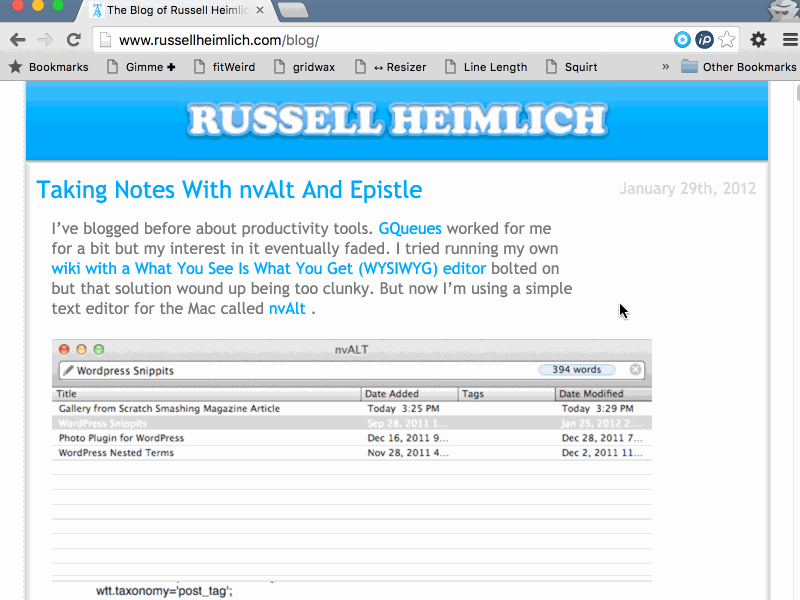 The Blog of Russell Heimlic
www.russellheimlich.com/blog/
Bookmarks Gimme + fitWeird gridwax ↔ Resizer Line Length Squirt » Other Bookmarks
RUSSELL HEIMLICH
Taking Notes With nvAlt And Epistle January 29th, 2012
I've blogged before about productivity tools. GQueues worked for me
for a bit but my interest in it eventually faded. I tried running my own
wiki with a What You See Is What You Get (WYSIWYG) editor bolted on
but that solution wound up being too clunky. But now I'm using a simple
text editor for the Mac called nvAlt .
nvALT
Wordpress Snippits 394 words
Title Date Added Tags Date Modified
Gallery from Scratch Smashing Magazine Article Today 3:25 PM Today 3:29 PM
WordPress Snippits Sep 28, 2011 1... Jan 25, 2012 2:...
Photo Plugin for WordPress Dec 16, 2011 9... Dec 28, 2011 7...
WordPress Nested Terms Nov 28, 2011 4... Dec 2, 2011 11...
wtt.taxonomy='post_tag';